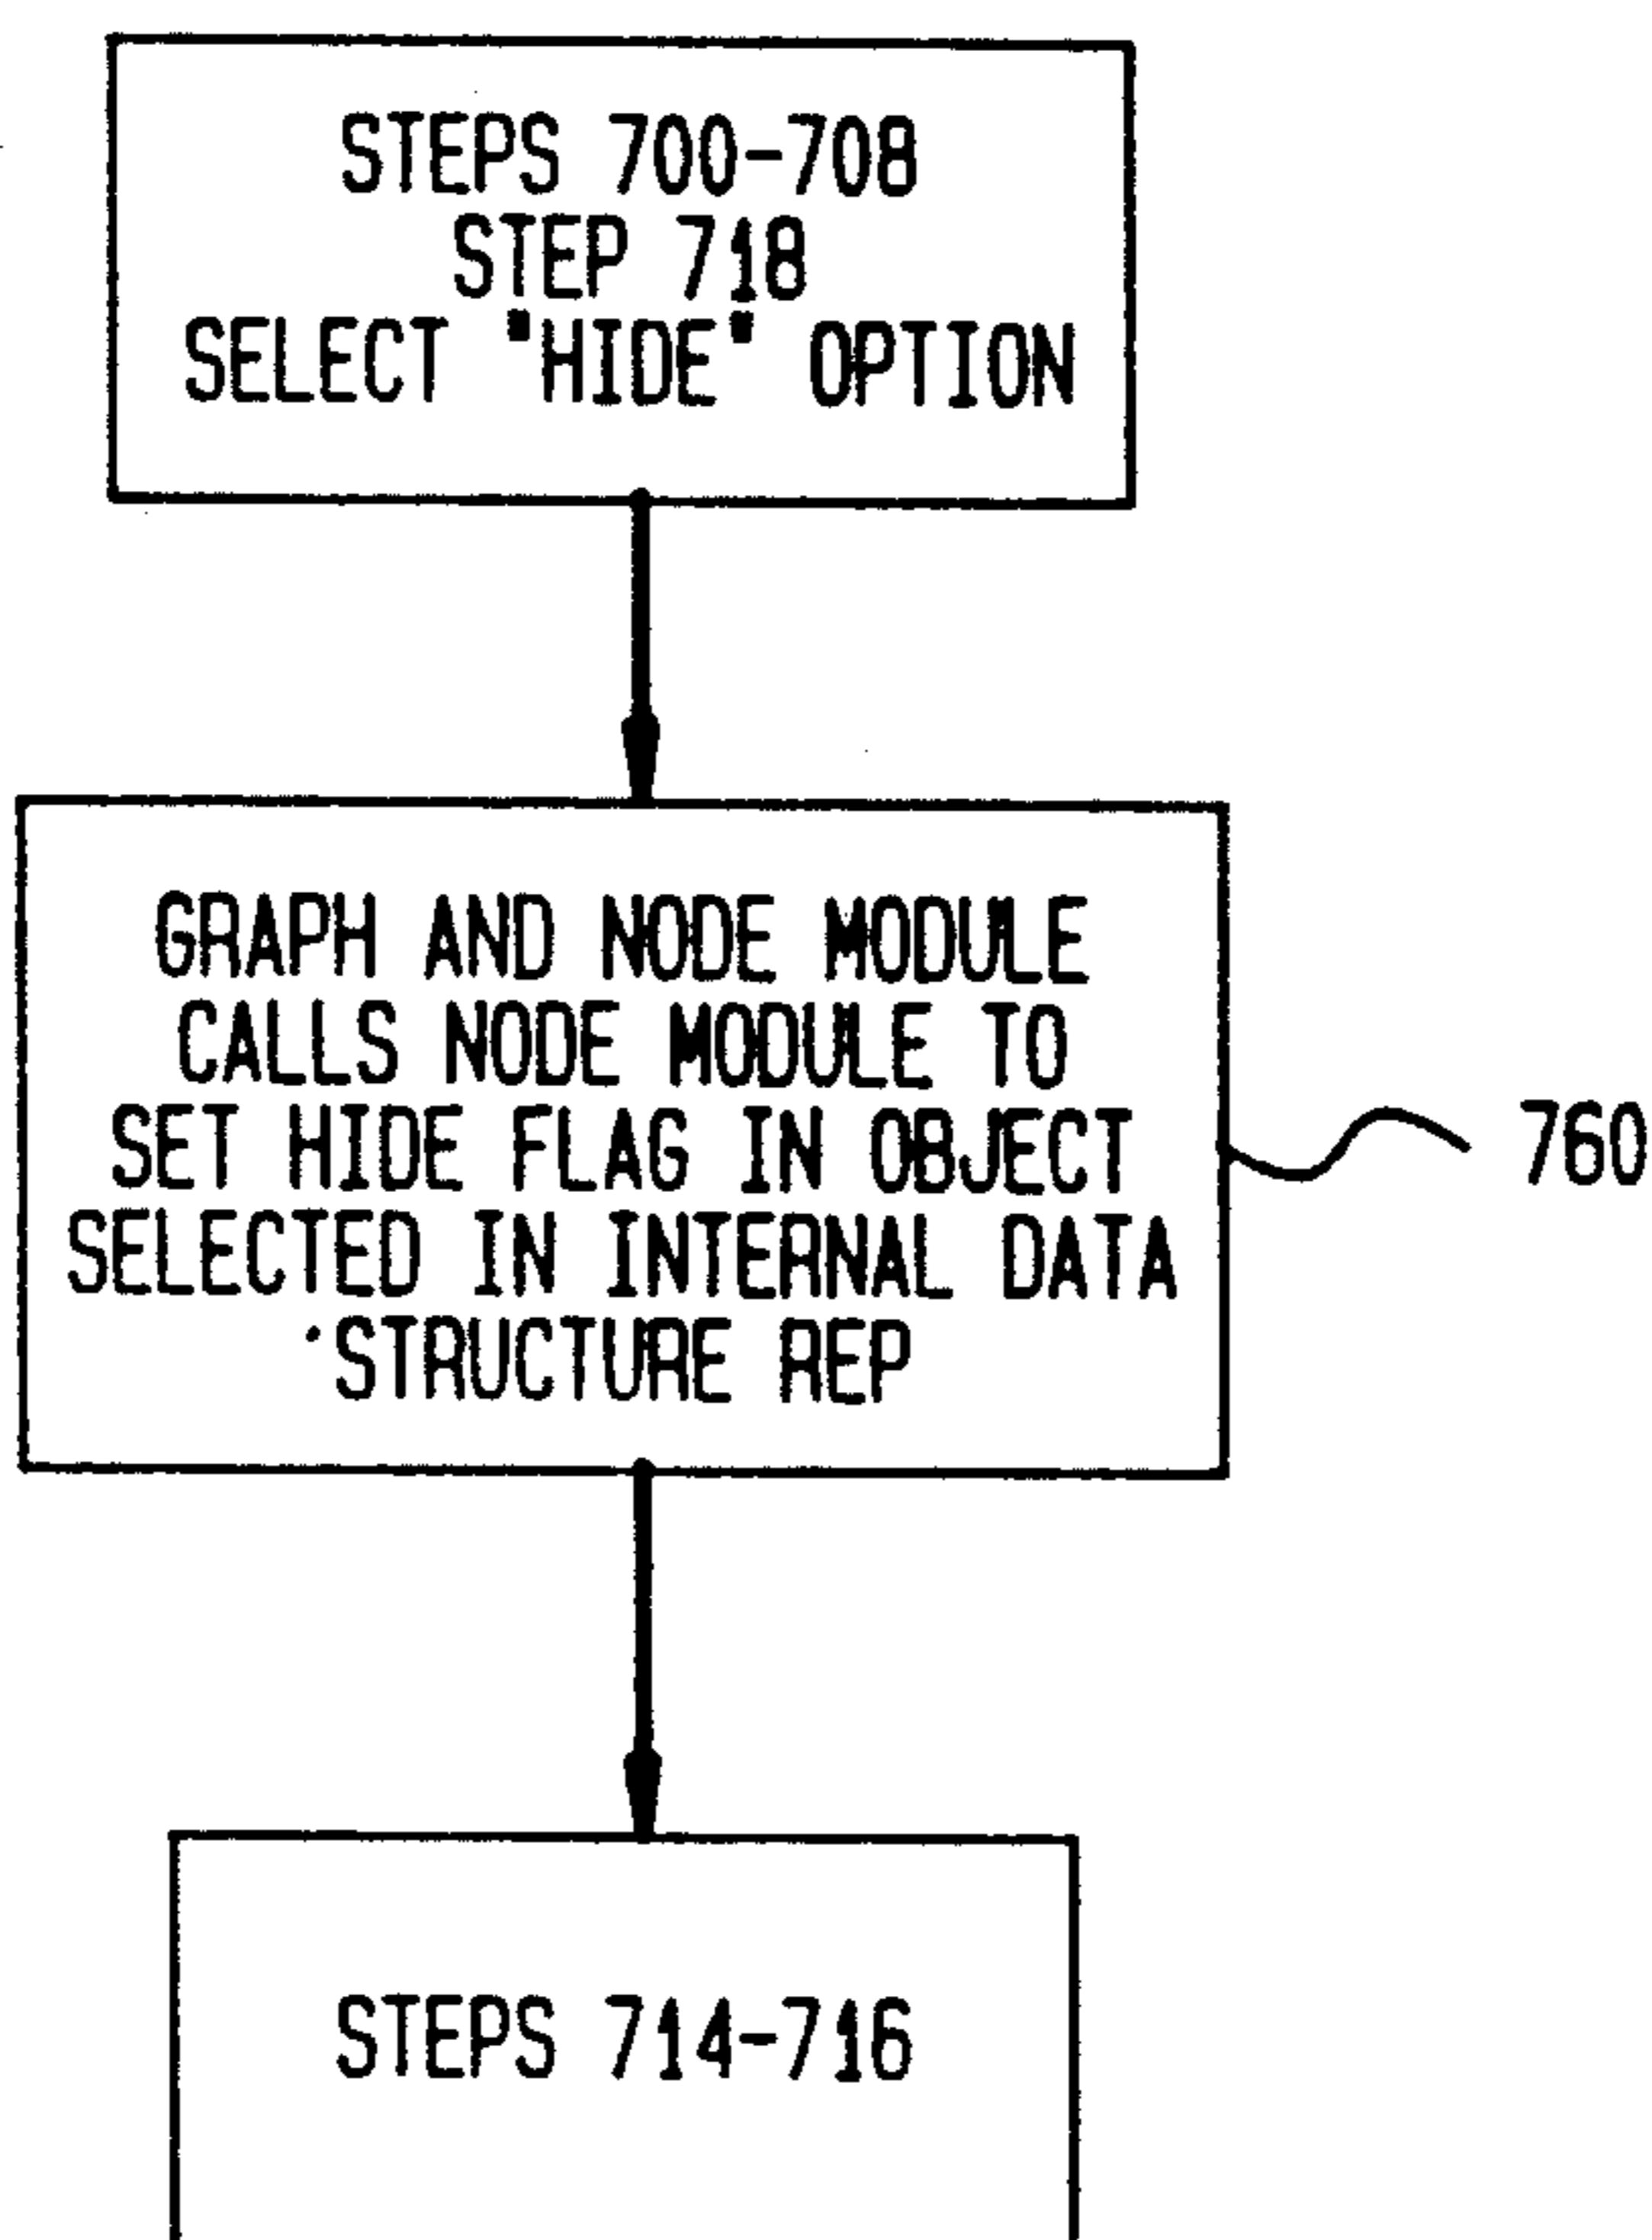 STEPS 700-708
STEP 718
SELECT "HIDE" OPTION
GRAPH AND NODE MODULE
CALLS NODE MODULE TO
SET HIDE FLAG IN OBJECT
SELECTED IN INTERNAL DATA
STRUCTURE REP
760
STEPS 714-716